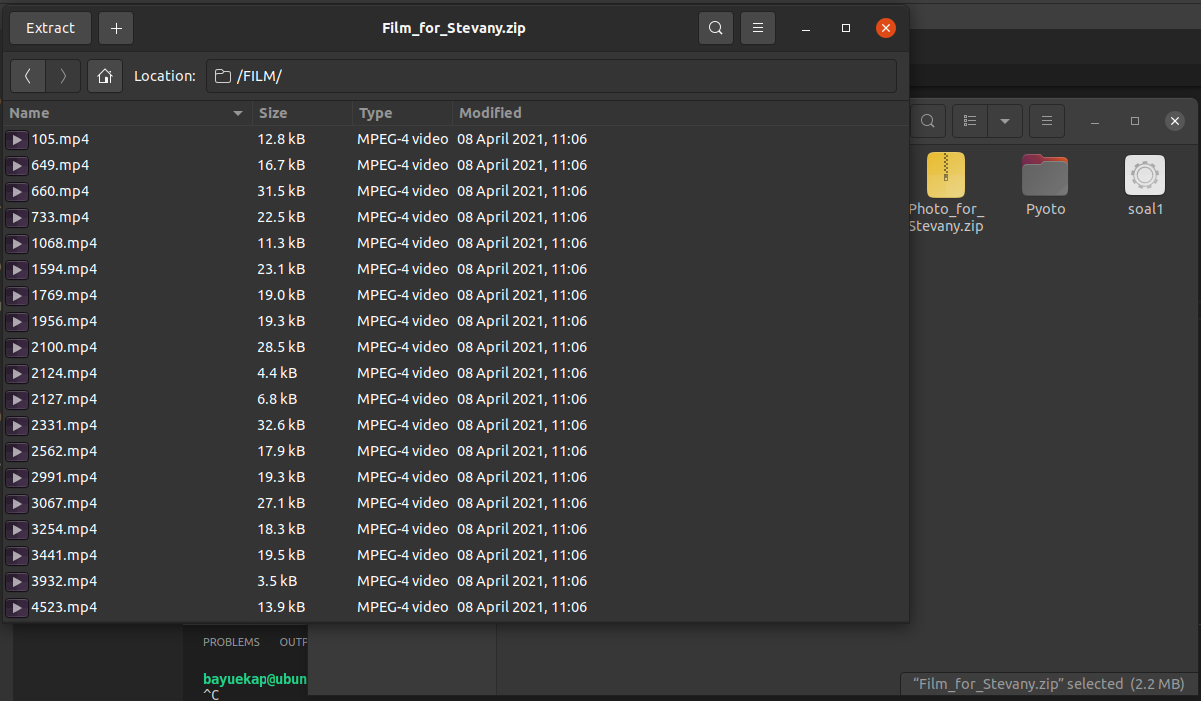 Extract + Film_for_Stevany.zip
Location: /FILM/
Name Size Type Modified
105.mp4 12.8 kB MPEG-4 video 08 April 2021, 11:06
649.mp4 16.7 kB MPEG-4 video 08 April 2021, 11:06
660.mp4 31.5 kB MPEG-4 video 08 April 2021, 11:06
733.mp4 22.5 kB MPEG-4 video 08 April 2021, 11:06
1068.mp4 11.3 kB MPEG-4 video 08 April 2021, 11:06
1594.mp4 23.1 kB MPEG-4 video 08 April 2021, 11:06
1769.mp4 19.0 kB MPEG-4 video 08 April 2021, 11:06
1956.mp4 19.3 kB MPEG-4 video 08 April 2021, 11:06
2100.mp4 28.5 kB MPEG-4 video 08 April 2021, 11:06
2124.mp4 4.4 kB MPEG-4 video 08 April 2021, 11:06
2127.mp4 6.8 kB MPEG-4 video 08 April 2021, 11:06
2331.mp4 32.6 kB MPEG-4 video 08 April 2021, 11:06
2562.mp4 17.9 kB MPEG-4 video 08 April 2021, 11:06
2991.mp4 19.3 kB MPEG-4 video 08 April 2021, 11:06
3067.mp4 27.1 kB MPEG-4 video 08 April 2021, 11:06
3254.mp4 18.3 kB MPEG-4 video 08 April 2021, 11:06
3441.mp4 19.5 kB MPEG-4 video 08 April 2021, 11:06
3932.mp4 3.5 kB MPEG-4 video 08 April 2021, 11:06
4523.mp4 13.9 kB MPEG-4 video 08 April 2021, 11:06
Photo_for_
Stevany.zip
Pyoto
soal1
PROBLEMS OUTP
bayuekap@ubun
^C
“Film_for_Stevany.zip” selected (2.2 MB)